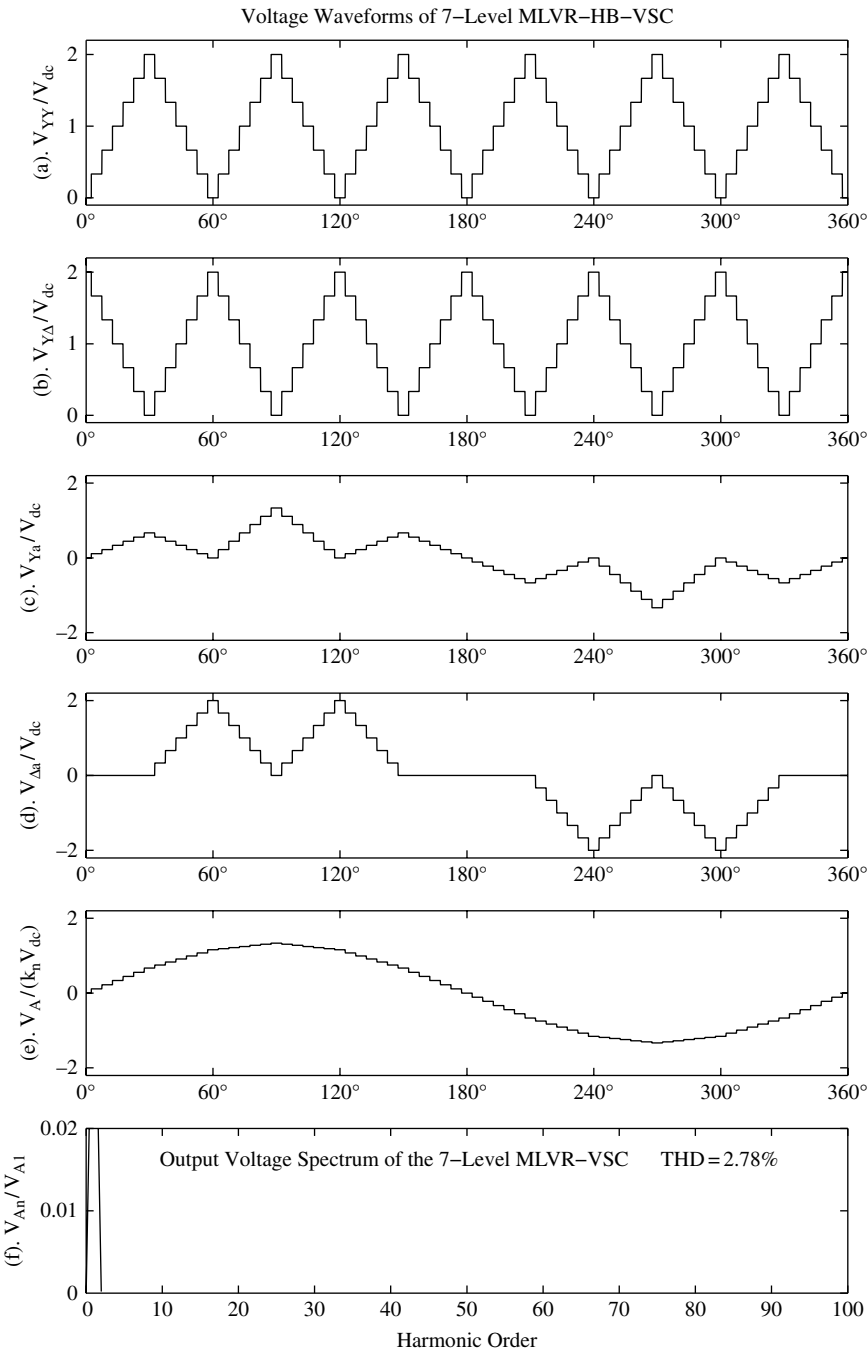 Voltage Waveforms of 7–Level MLVR–HB–VSC
(a). V_YY/V_dc
2
1
0
0° 60° 120° 180° 240° 300° 360°
(b). V_YΔ/V_dc
2
1
0
0° 60° 120° 180° 240° 300° 360°
(c). V_Ya/V_dc
2
0
–2
0° 60° 120° 180° 240° 300° 360°
(d). V_Δa/V_dc
2
0
–2
0° 60° 120° 180° 240° 300° 360°
(e). V_A/(k_nV_dc)
2
0
–2
0° 60° 120° 180° 240° 300° 360°
(f). V_An/V_A1
0.02
0.01
0
Output Voltage Spectrum of the 7–Level MLVR–VSC THD=2.78%
0 10 20 30 40 50 60 70 80 90 100
Harmonic Order